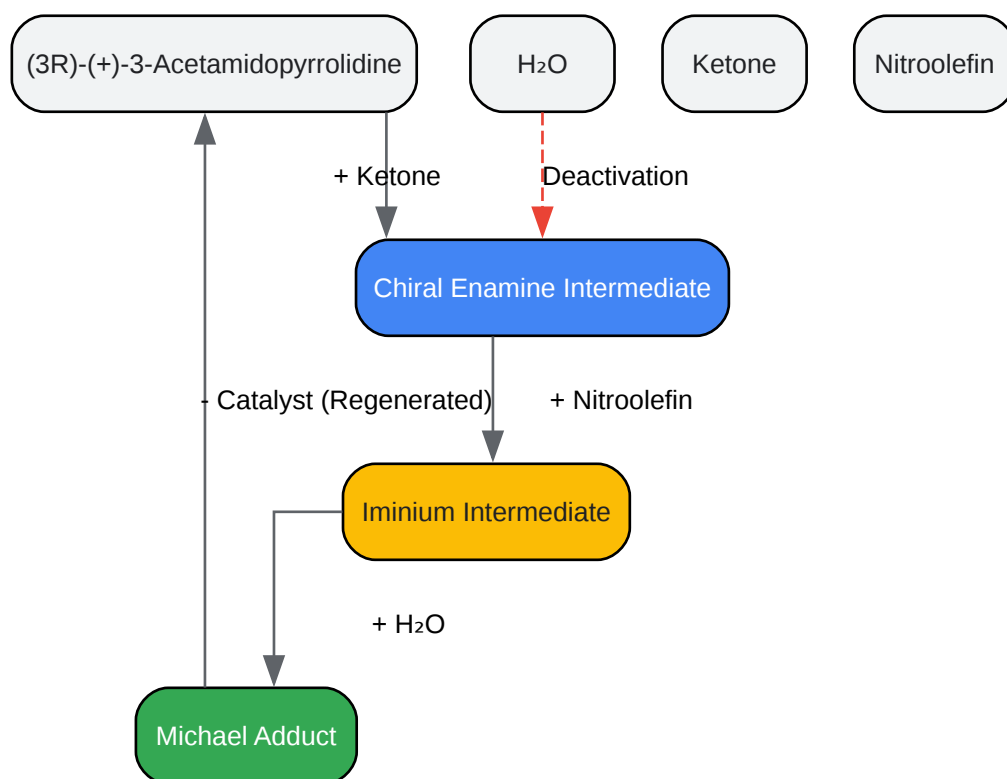 (3R)-(+)-3-Acetamidopyrrolidine
H₂O
Ketone
Nitroolefin
+ Ketone
Deactivation
Chiral Enamine Intermediate
- Catalyst (Regenerated)
+ Nitroolefin
Iminium Intermediate
+ H₂O
Michael Adduct